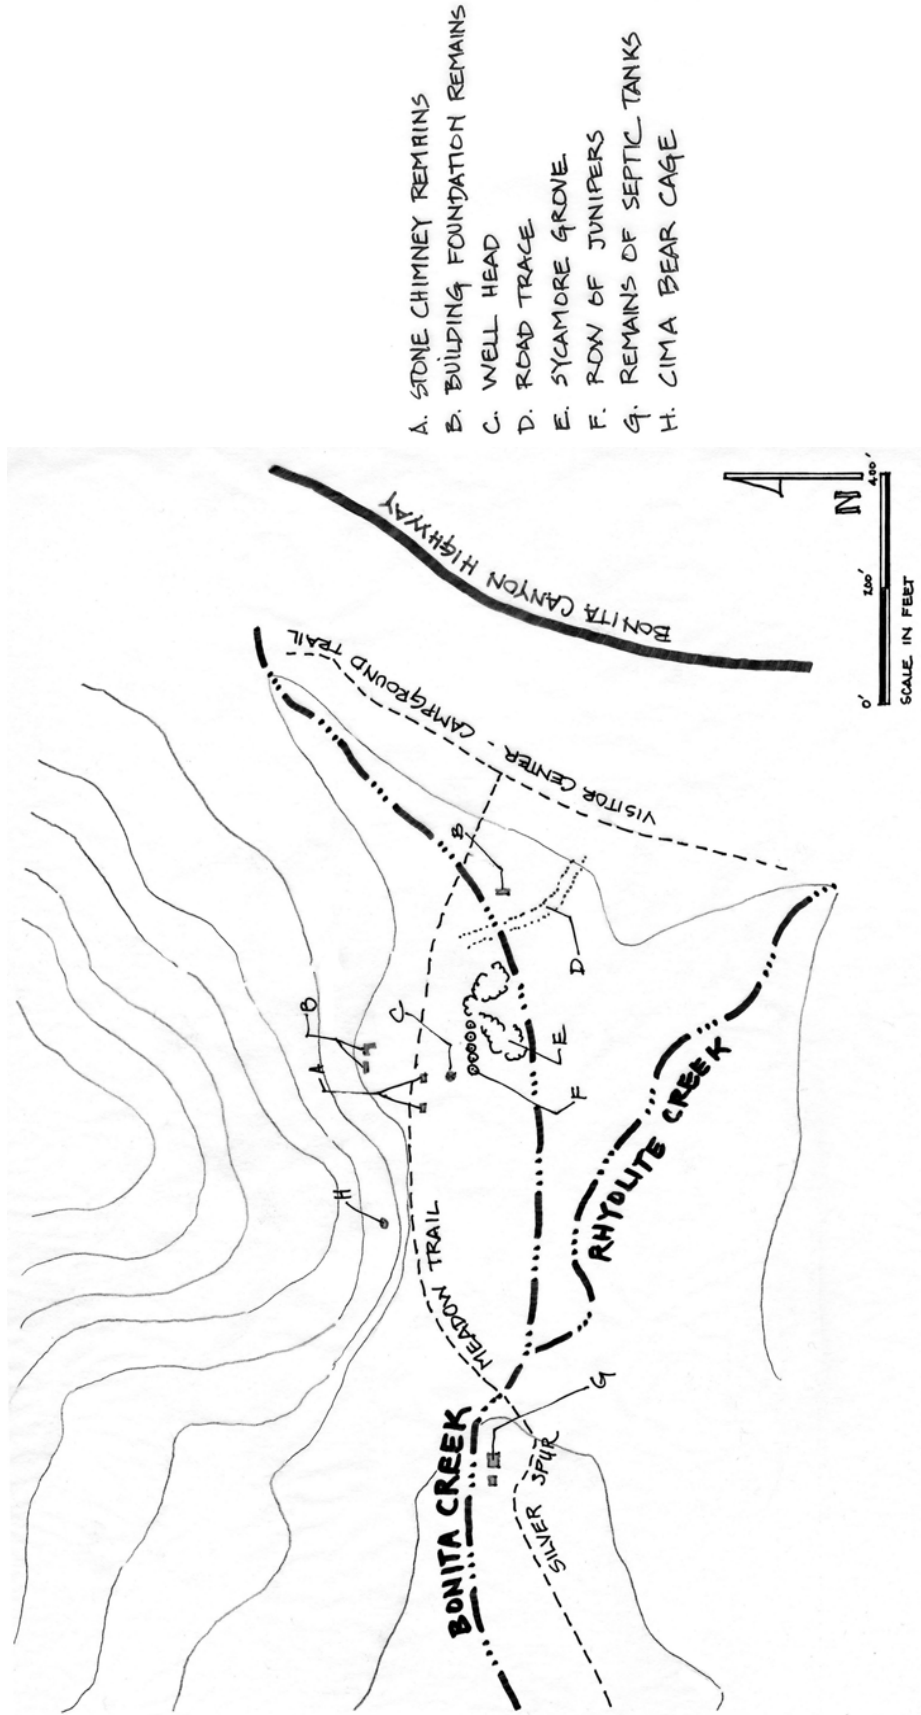 A. STONE CHIMNEY REMAINS
B. BUILDING FOUNDATION REMAINS
C. WELL HEAD
D. ROAD TRACE
E. SYCAMORE GROVE
F. ROW OF JUNIPERS
G. REMAINS OF SEPTIC TANKS
H. CIMA BEAR CAGE
BONITA CANYON HIGHWAY
VISITOR CENTER - CAMPGROUND TRAIL
B
A
C
B
D
E
F
H
G
MEADOW TRAIL
SILVER SPUR
BONITA CREEK
RHYOLITE CREEK
N
0' 200' 400'
SCALE IN FEET